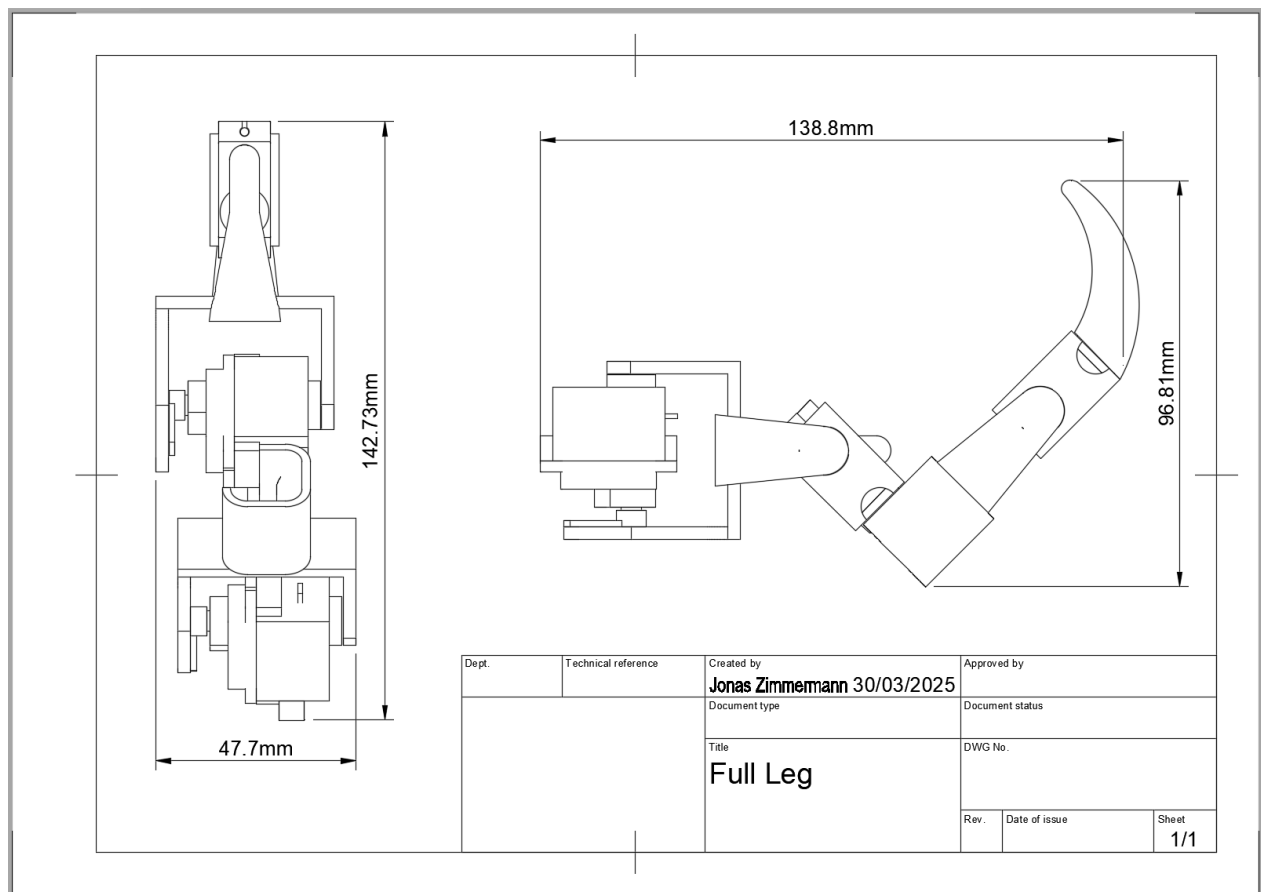 138.8mm
142.73mm
96.81mm
47.7mm
Dept.
Technical reference
Created by
Jonas Zimmermann 30/03/2025
Approved by
Document type
Document status
Title
Full Leg
DWG No.
Rev.
Date of issue
Sheet
1/1